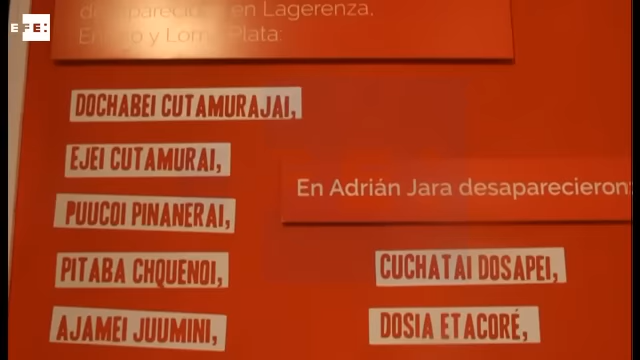 EFE:
desaparecidos en Lagerenza,
y Loma Plata:
DOCHABEI CUTAMURAJAI,
EJEI CUTAMURAI,
PUUCOI PINANERAI,
PITABA CHQUENOI,
AJAMEI JUUMINI,
En Adrián Jara desaparecieron:
CUCHATAI DOSAPEI,
DOSIA ETACORÉ,